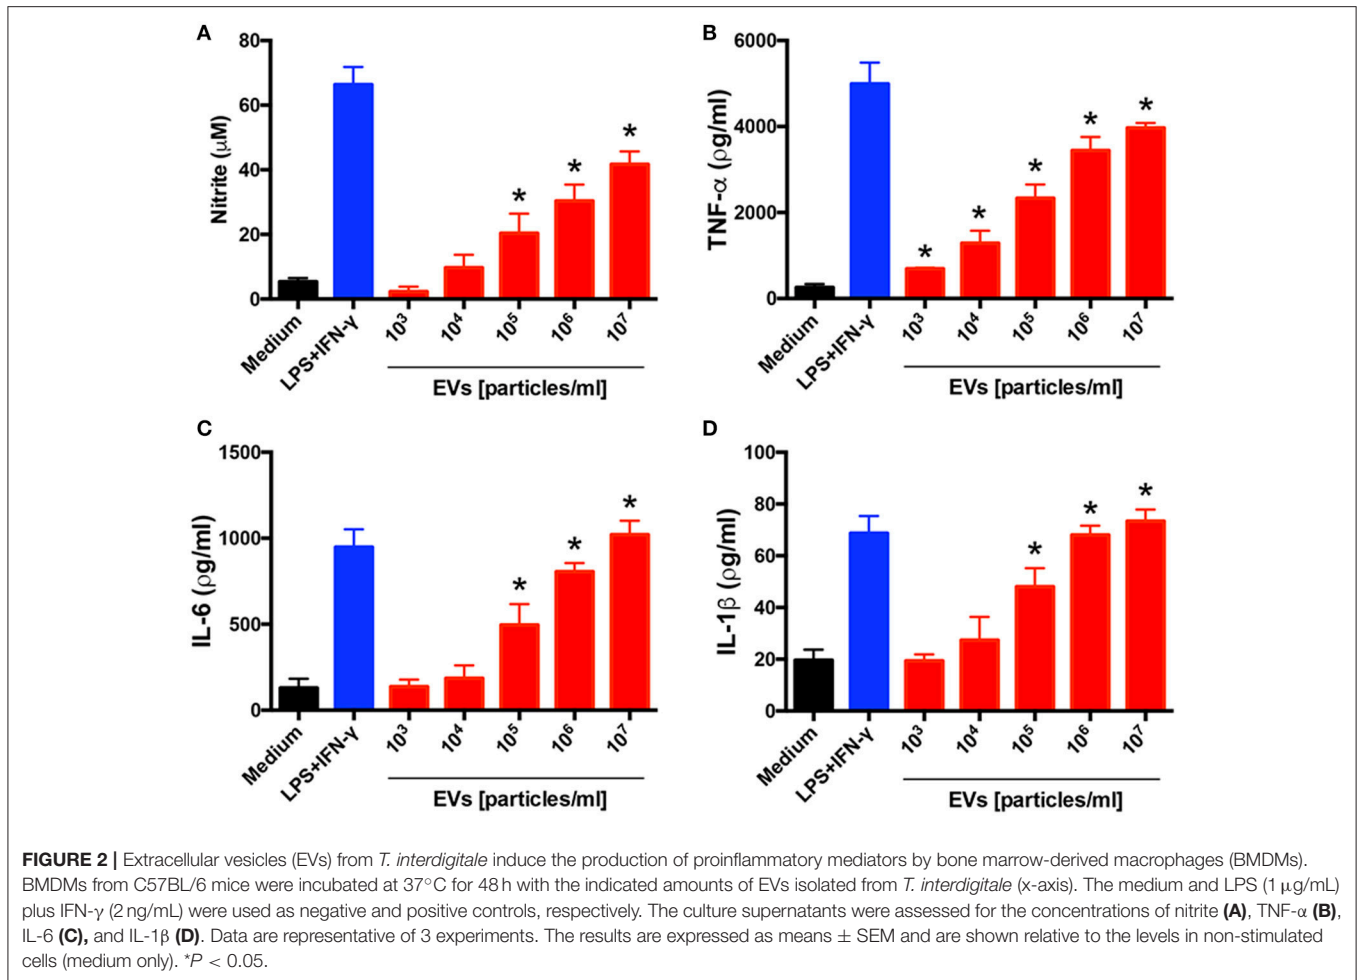 A
Nitrite (μM)
80
60
40
20
0
* * *
Medium
LPS+IFN-γ
10³
10⁴
10⁵
10⁶
10⁷
EVs [particles/ml]
B
TNF-α (ρg/ml)
6000
4000
2000
0
* * * * *
Medium
LPS+IFN-γ
10³
10⁴
10⁵
10⁶
10⁷
EVs [particles/ml]
C
IL-6 (ρg/ml)
1500
1000
500
0
* * *
Medium
LPS+IFN-γ
10³
10⁴
10⁵
10⁶
10⁷
EVs [particles/ml]
D
IL-1β (ρg/ml)
100
80
60
40
20
0
* * *
Medium
LPS+IFN-γ
10³
10⁴
10⁵
10⁶
10⁷
EVs [particles/ml]
FIGURE 2 | Extracellular vesicles (EVs) from T. interdigitale induce the production of proinflammatory mediators by bone marrow-derived macrophages (BMDMs).
BMDMs from C57BL/6 mice were incubated at 37°C for 48 h with the indicated amounts of EVs isolated from T. interdigitale (x-axis). The medium and LPS (1 μg/mL)
plus IFN-γ (2 ng/mL) were used as negative and positive controls, respectively. The culture supernatants were assessed for the concentrations of nitrite (A), TNF-α (B),
IL-6 (C), and IL-1β (D). Data are representative of 3 experiments. The results are expressed as means ± SEM and are shown relative to the levels in non-stimulated
cells (medium only). *P < 0.05.